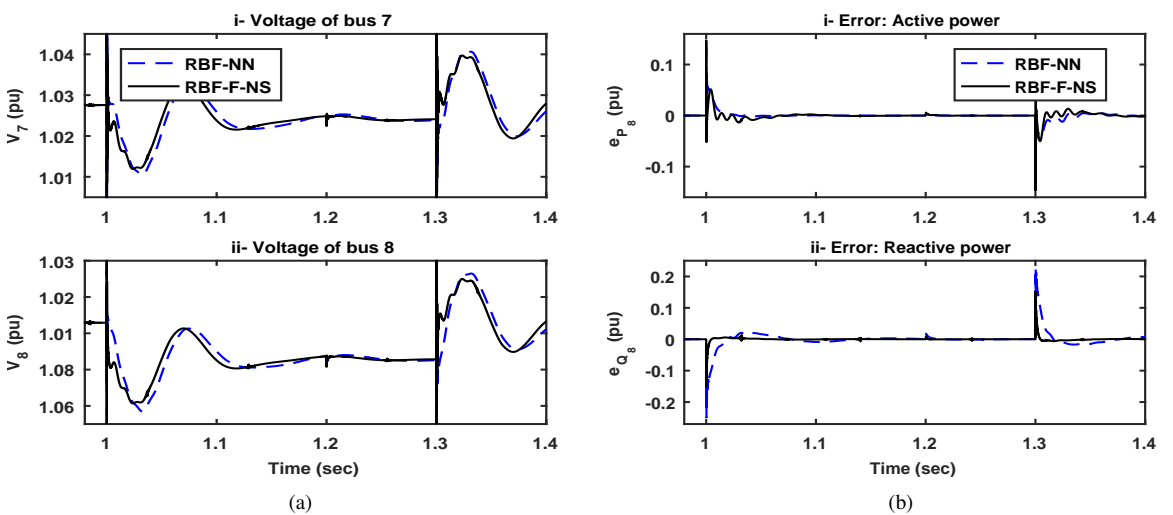 i- Voltage of bus 7
V7 (pu)
1.04
1.03
1.02
1.01
RBF-NN
RBF-F-NS
1
1.1
1.2
1.3
1.4
ii- Voltage of bus 8
V8 (pu)
1.03
1.02
1.01
1.08
1.06
1
1.1
1.2
1.3
1.4
Time (sec)
(a)
i- Error: Active power
eP8 (pu)
0.1
0
-0.1
RBF-NN
RBF-F-NS
1
1.1
1.2
1.3
1.4
ii- Error: Reactive power
eQ8 (pu)
0.2
0.1
0
-0.1
-0.2
1
1.1
1.2
1.3
1.4
Time (sec)
(b)